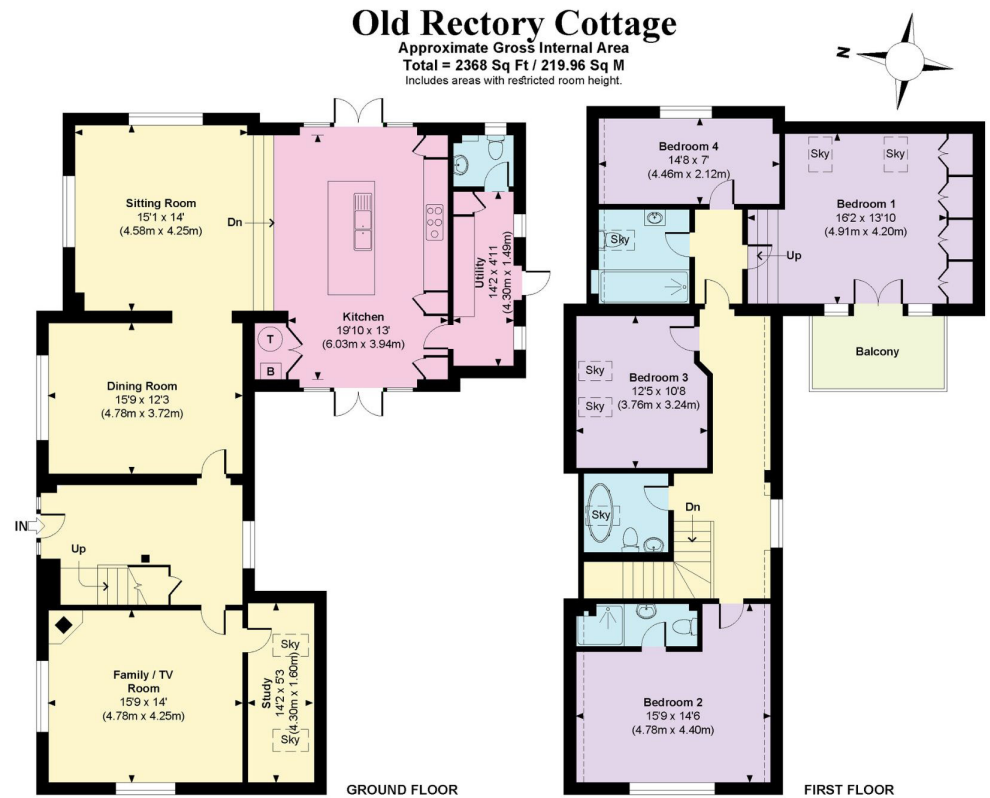 Old Rectory Cottage
Approximate Gross Internal Area
Total = 2368 Sq Ft / 219.96 Sq M
Includes areas with restricted room height.
N
Sitting Room
15'1 x 14'
(4.58m x 4.25m)
Dn
Kitchen
19'10 x 13'
(6.03m x 3.94m)
T
B
Utility
14'2 x 4'11
(4.30m x 1.49m)
Dining Room
15'9 x 12'3
(4.78m x 3.72m)
IN
Up
Family / TV
Room
15'9 x 14'
(4.78m x 4.25m)
Study
14'2 x 5'3
(4.30m x 1.60m)
Sky
Sky
GROUND FLOOR
Bedroom 4
14'8 x 7'
(4.46m x 2.12m)
Sky
Sky
Bedroom 1
16'2 x 13'10
(4.91m x 4.20m)
Up
Sky
Balcony
Bedroom 3
12'5 x 10'8
(3.76m x 3.24m)
Sky
Sky
Sky
Dn
Bedroom 2
15'9 x 14'6
(4.78m x 4.40m)
FIRST FLOOR